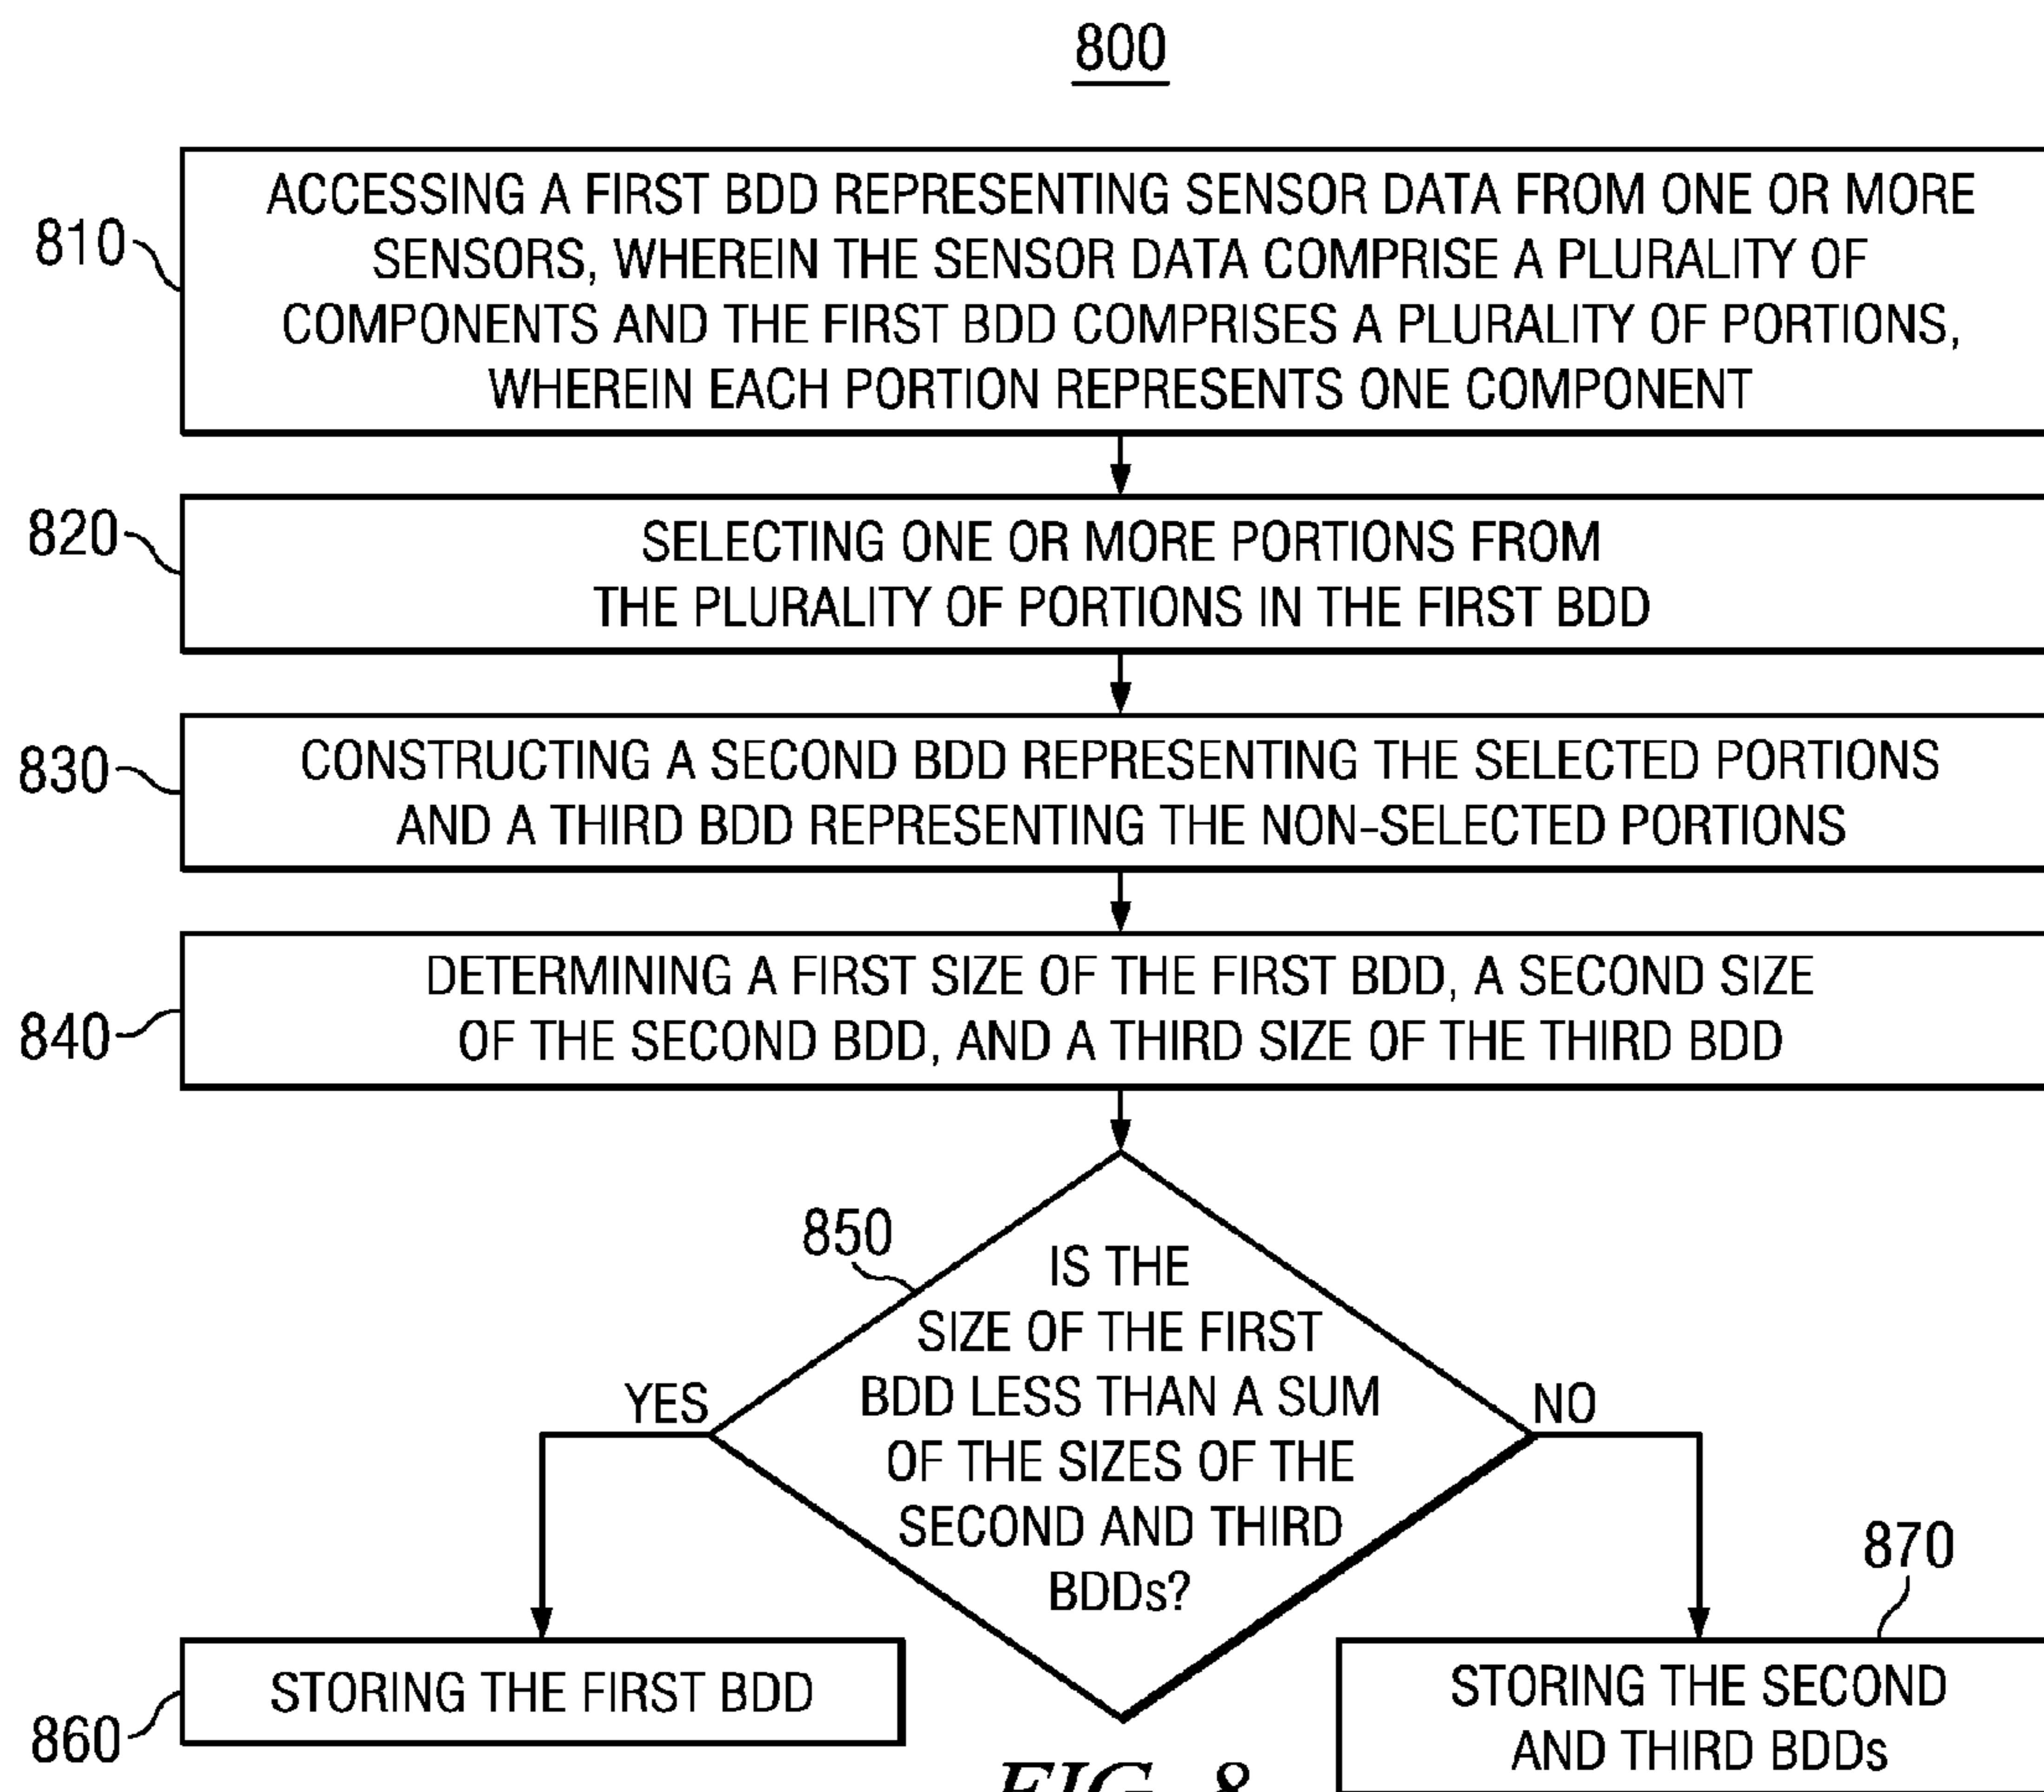 800
810
ACCESSING A FIRST BDD REPRESENTING SENSOR DATA FROM ONE OR MORE
SENSORS, WHEREIN THE SENSOR DATA COMPRISE A PLURALITY OF
COMPONENTS AND THE FIRST BDD COMPRISES A PLURALITY OF PORTIONS,
WHEREIN EACH PORTION REPRESENTS ONE COMPONENT
820
SELECTING ONE OR MORE PORTIONS FROM
THE PLURALITY OF PORTIONS IN THE FIRST BDD
830
CONSTRUCTING A SECOND BDD REPRESENTING THE SELECTED PORTIONS
AND A THIRD BDD REPRESENTING THE NON-SELECTED PORTIONS
840
DETERMINING A FIRST SIZE OF THE FIRST BDD, A SECOND SIZE
OF THE SECOND BDD, AND A THIRD SIZE OF THE THIRD BDD
850
IS THE
SIZE OF THE FIRST
BDD LESS THAN A SUM
OF THE SIZES OF THE
SECOND AND THIRD
BDDs?
YES
NO
860
STORING THE FIRST BDD
870
STORING THE SECOND
AND THIRD BDDs
FIG. 8